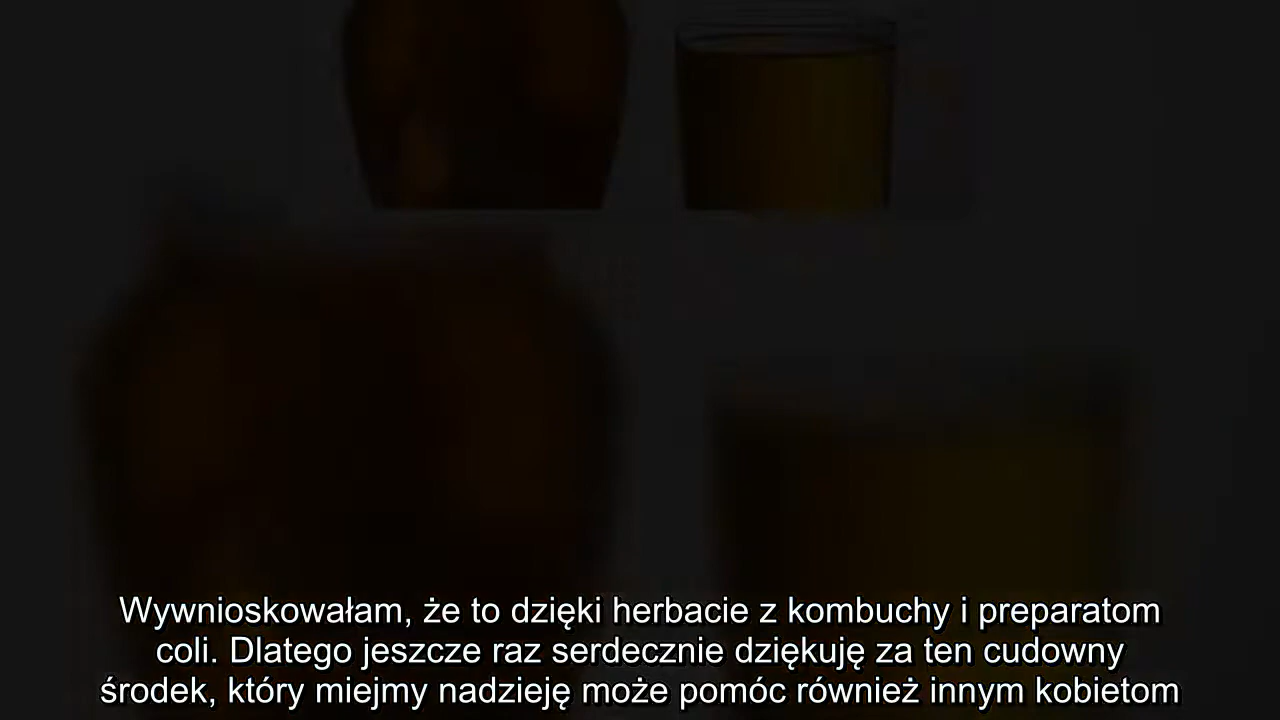 Wywnioskowałam, że to dzięki herbacie z kombuchy i preparatom
coli. Dlatego jeszcze raz serdecznie dziękuję za ten cudowny
środek, który miejmy nadzieję może pomóc również innym kobietom